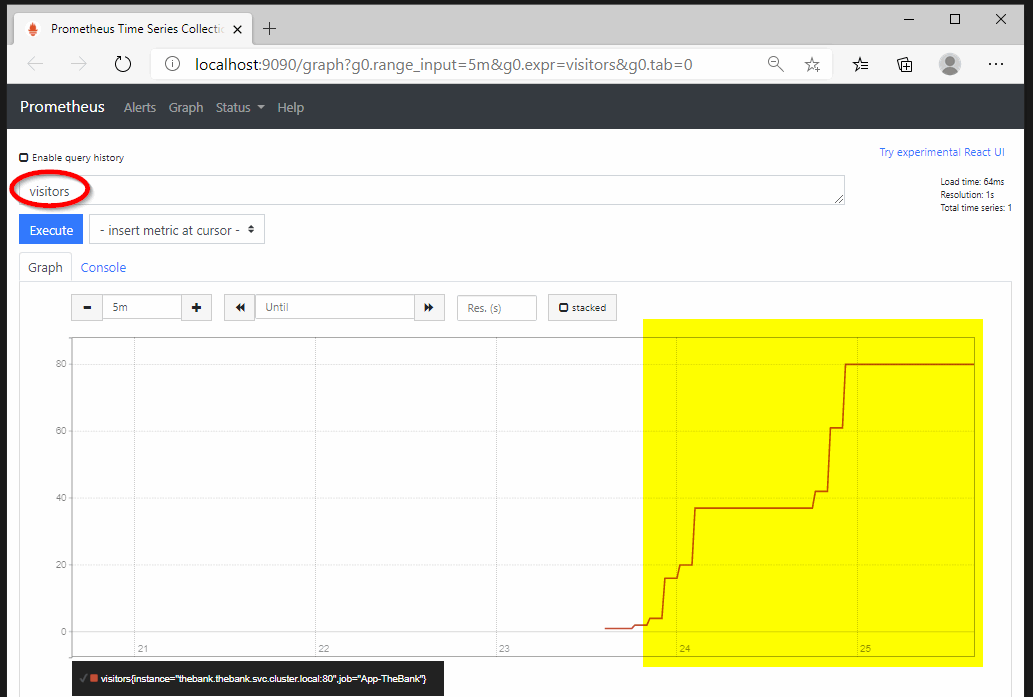 Prometheus Time Series Collecti
localhost:9090/graph?g0.range_input=5m&g0.expr=visitors&g0.tab=0
Prometheus Alerts Graph Status Help
Enable query history
Try experimental React UI
visitors
Load time: 64ms
Resolution: 1s
Total time series: 1
Execute
- insert metric at cursor -
Graph Console
- 5m + Until Res. (s) stacked
80
60
40
20
0
21 22 23 24 25
visitors{instance="thebank.thebank.svc.cluster.local:80",job="App-TheBank"}